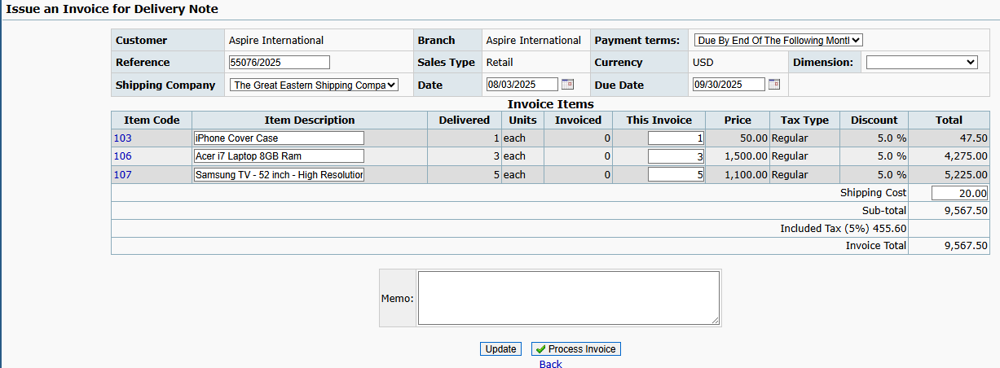 Issue an Invoice for Delivery Note
Customer Aspire International Branch Aspire International Payment terms: Due By End Of The Following Month
Reference 55076/2025 Sales Type Retail Currency USD Dimension:
Shipping Company The Great Eastern Shipping Compa Date 08/03/2025 Due Date 09/30/2025
Invoice Items
Item Code Item Description Delivered Units Invoiced This Invoice Price Tax Type Discount Total
103 iPhone Cover Case 1 each 0 1 50.00 Regular 5.0 % 47.50
106 Acer i7 Laptop 8GB Ram 3 each 0 3 1,500.00 Regular 5.0 % 4,275.00
107 Samsung TV - 52 inch - High Resolution 5 each 0 5 1,100.00 Regular 5.0 % 5,225.00
Shipping Cost 20.00
Sub-total 9,567.50
Included Tax (5%) 455.60
Invoice Total 9,567.50
Memo:
Update Process Invoice
Back